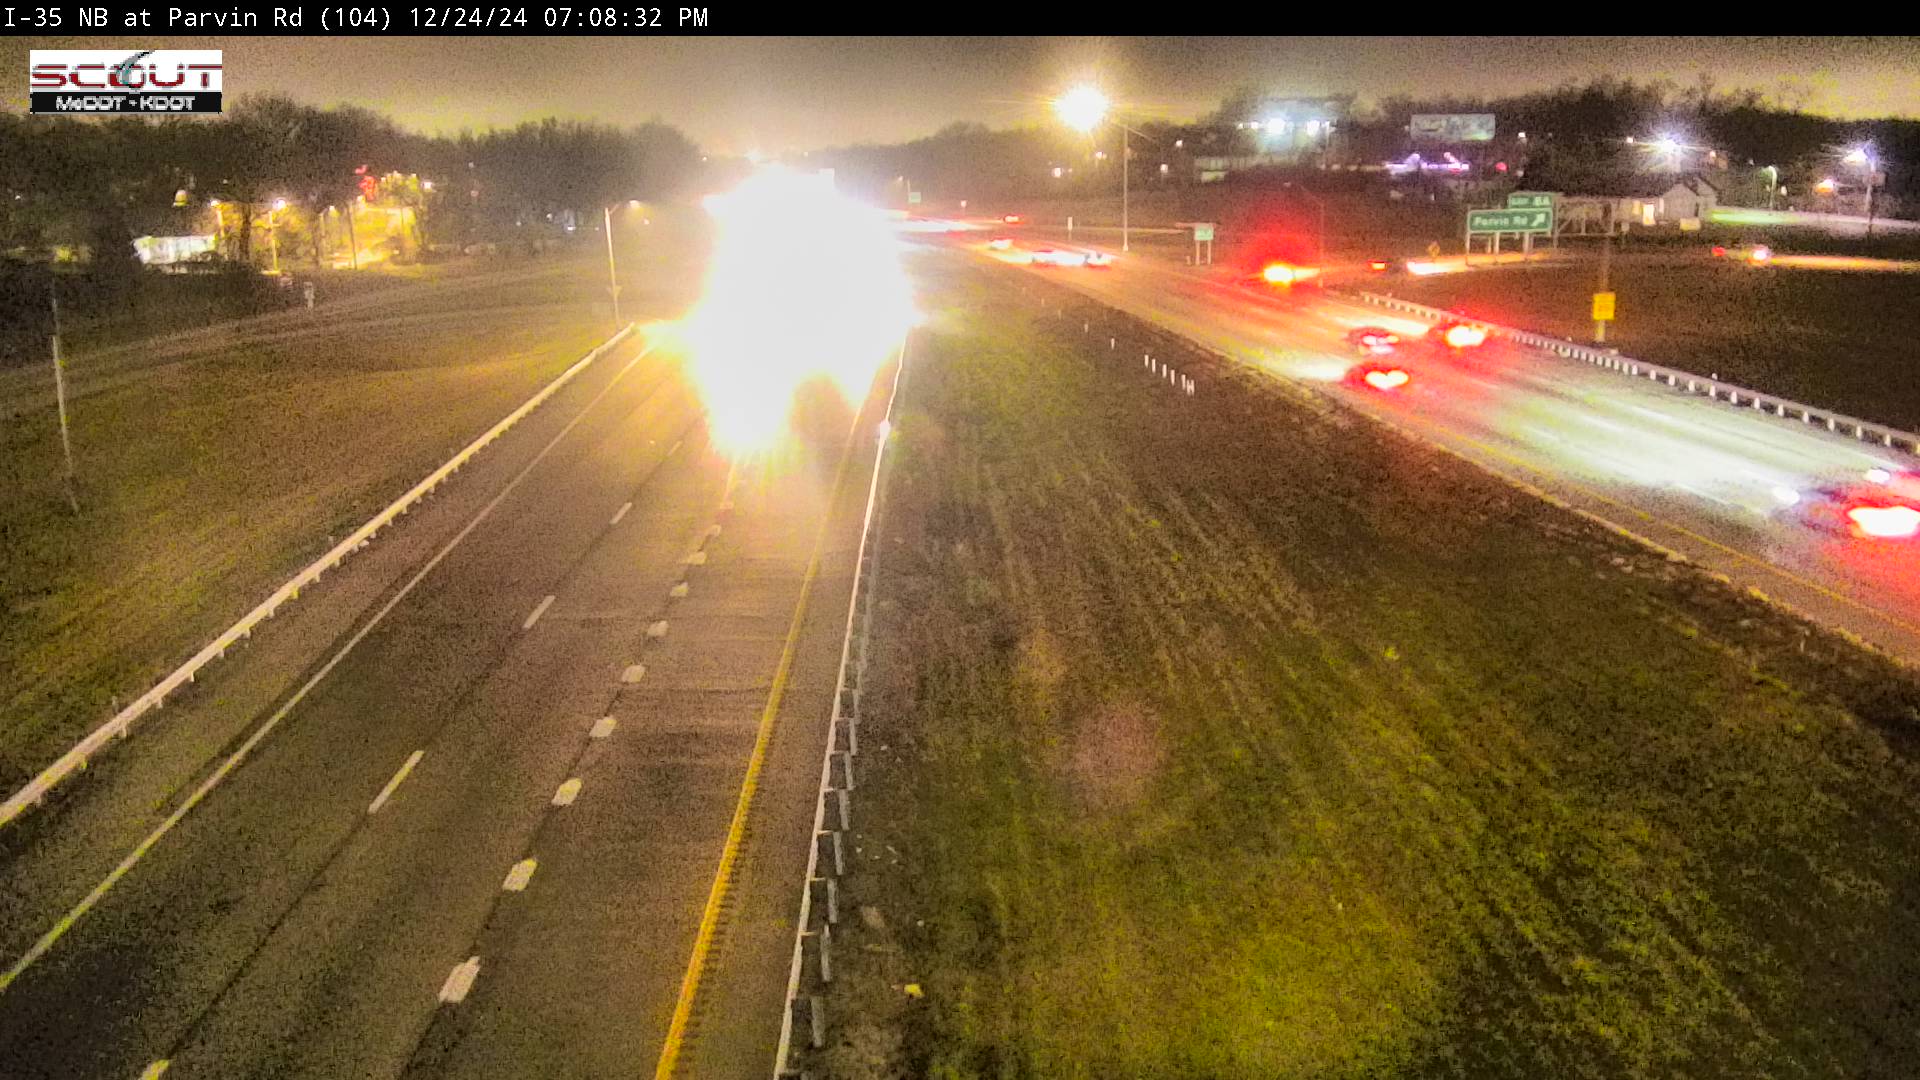 I-35 NB at Parvin Rd (104) 12/24/24 07:08:32 PM
SCOUT
MoDOT - KDOT
Parvin Rd